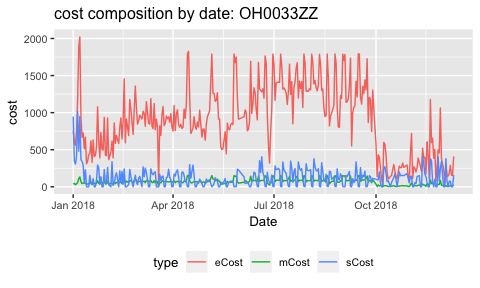 cost composition by date: OH0033ZZ
2000
1500
1000
500
0
cost
Jan 2018 Apr 2018 Jul 2018 Oct 2018
Date
type eCost mCost sCost